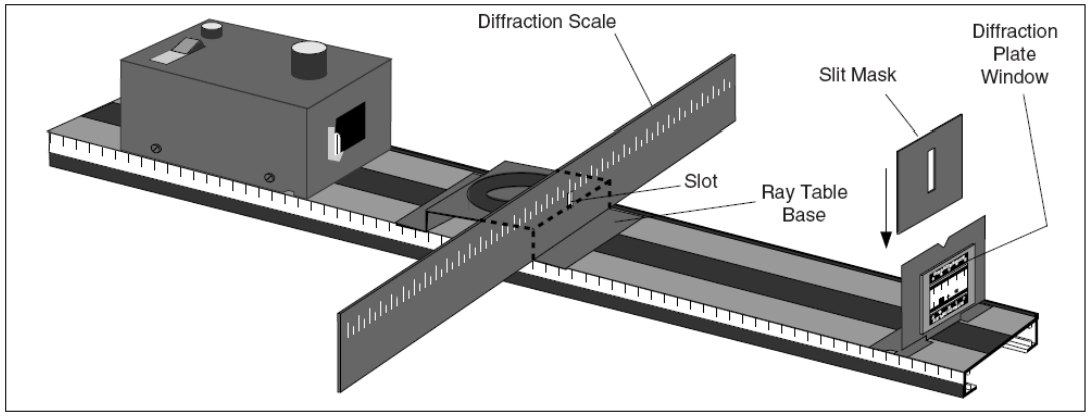 Diffraction Scale
Diffraction
Plate
Window
Slit Mask
Slot
Ray Table
Base